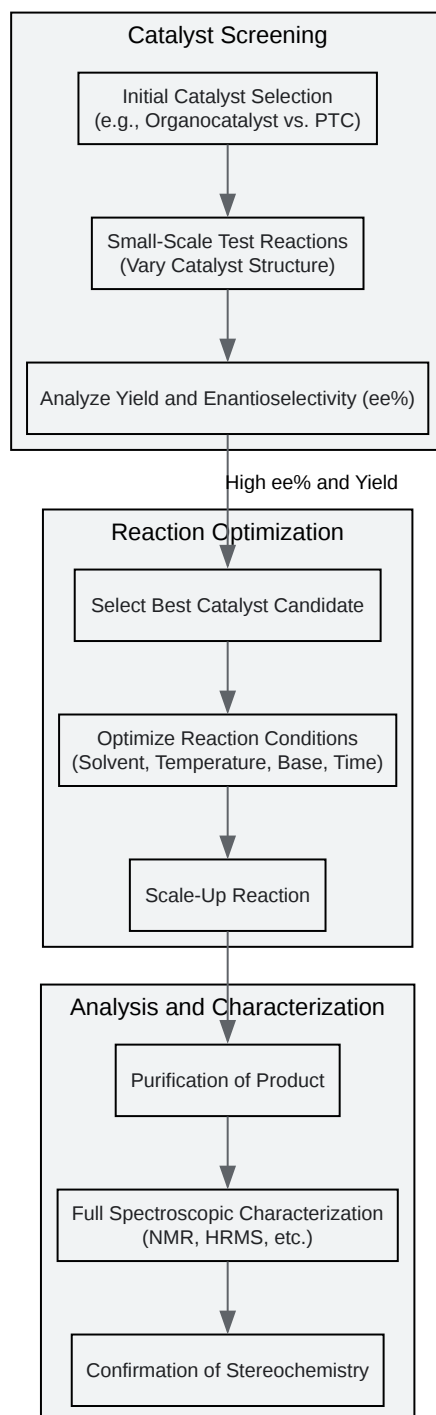 Catalyst Screening
Initial Catalyst Selection
(e.g., Organocatalyst vs. PTC)
Small-Scale Test Reactions
(Vary Catalyst Structure)
Analyze Yield and Enantioselectivity (ee%)
High ee% and Yield
Reaction Optimization
Select Best Catalyst Candidate
Optimize Reaction Conditions
(Solvent, Temperature, Base, Time)
Scale-Up Reaction
Analysis and Characterization
Purification of Product
Full Spectroscopic Characterization
(NMR, HRMS, etc.)
Confirmation of Stereochemistry